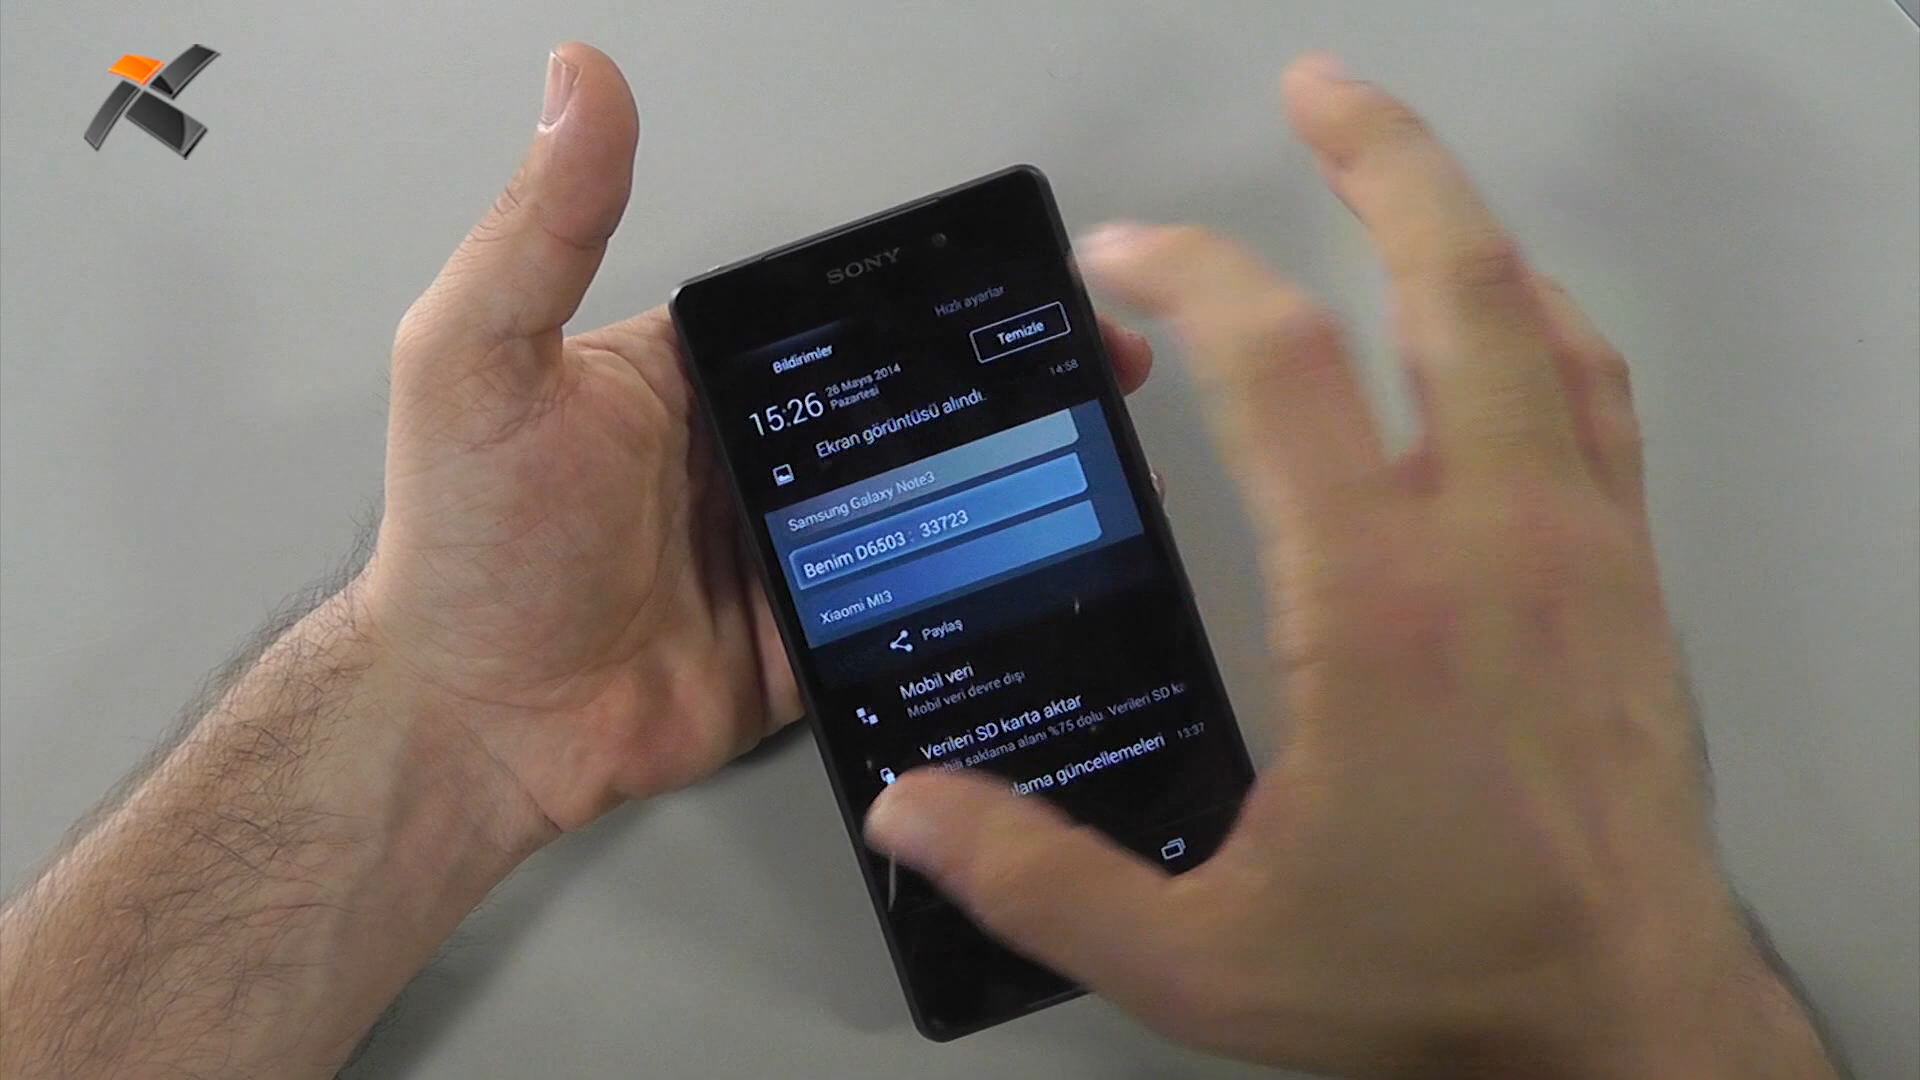 SONY
Hızlı ayarlar
Bildirimler
Temizle
15:26
26 Mayıs 2014
Pazartesi
14:58
Ekran görüntüsü alındı.
Samsung Galaxy Note3
Benim D6503 : 33723
Xiaomi MI3
Paylaş
Mobil veri
Mobil veri devre dışı
Verileri SD karta aktar
saklama alanı %75 dolu. Verileri SD
güncellemeleri
13:37